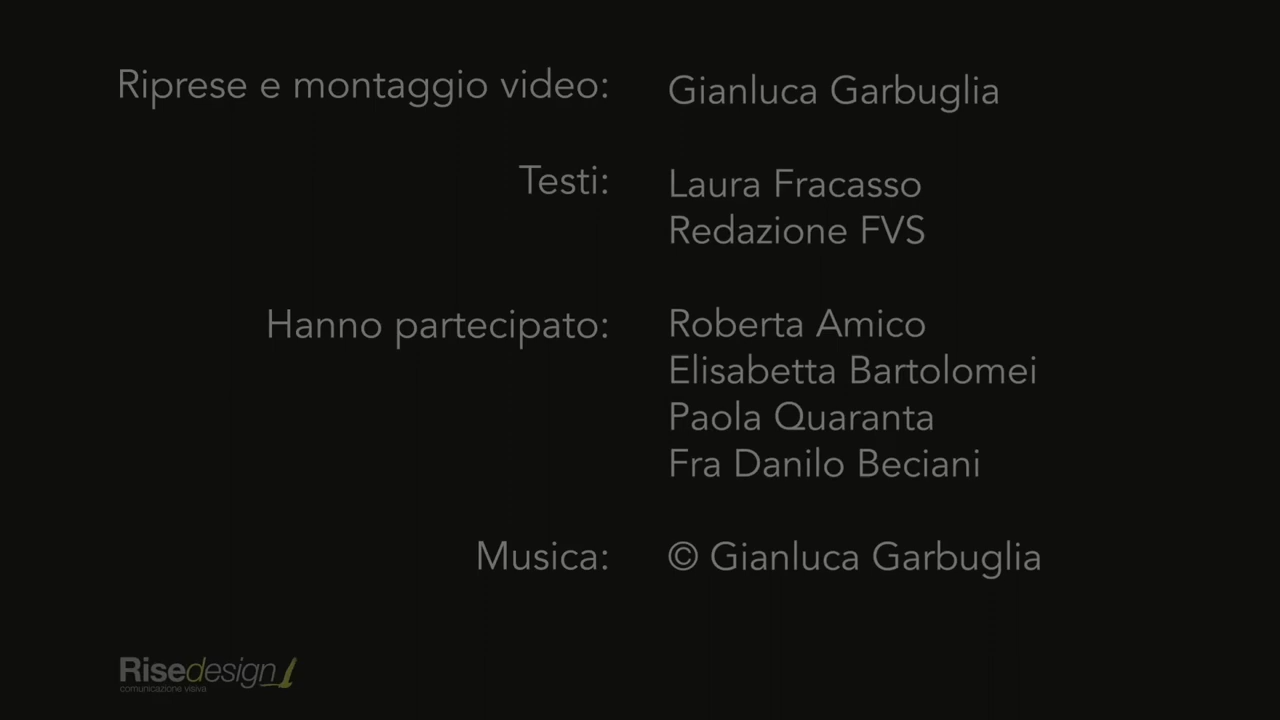 Riprese e montaggio video: Gianluca Garbuglia
Testi: Laura Fracasso
Redazione FVS
Hanno partecipato: Roberta Amico
Elisabetta Bartolomei
Paola Quaranta
Fra Danilo Beciani
Musica: © Gianluca Garbuglia
Risedesign
comunicazione visiva